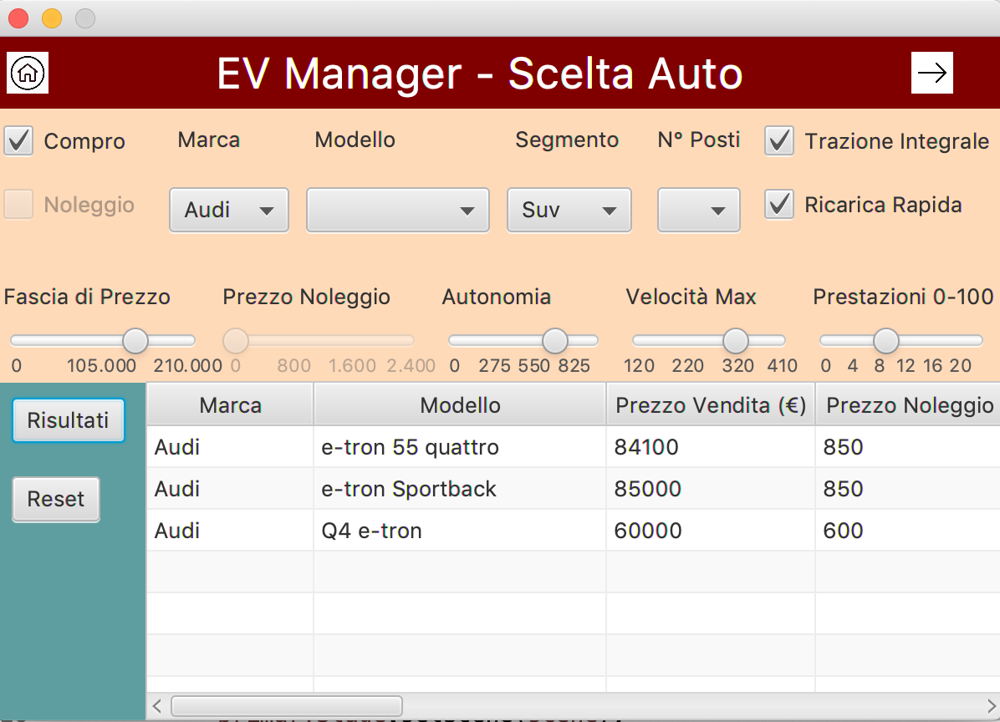 EV Manager - Scelta Auto
Compro Marca Modello Segmento N° Posti Trazione Integrale
Noleggio Audi Suv Ricarica Rapida
Fascia di Prezzo Prezzo Noleggio Autonomia Velocità Max Prestazioni 0-100
0 105.000 210.000 0 800 1.600 2.400 0 275 550 825 120 220 320 410 0 4 8 12 16 20
Risultati Marca Modello Prezzo Vendita (€) Prezzo Noleggio
Audi e-tron 55 quattro 84100 850
Reset Audi e-tron Sportback 85000 850
Audi Q4 e-tron 60000 600